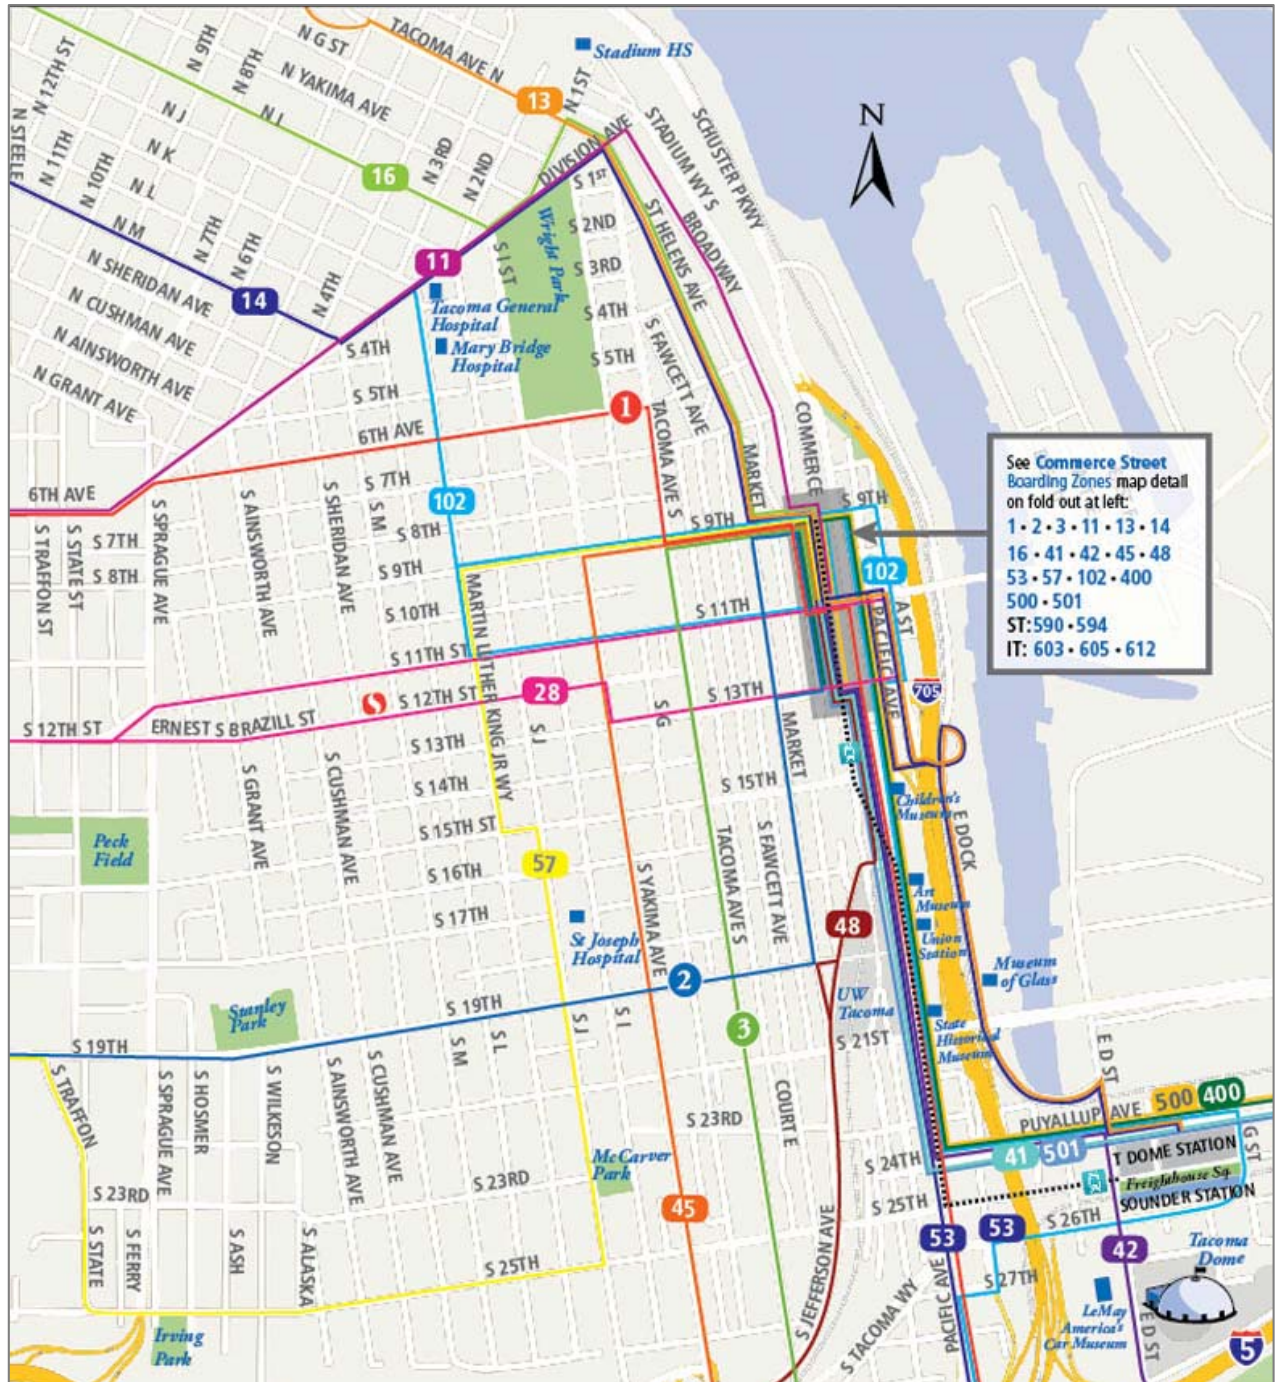 N 12TH ST
N 9TH
N 8TH
N G ST
N YAKIMA AVE
TACOMA AVE N
13
N 1ST
Stadium HS
STADIUM WY S
SCHUSTER PKWY
N
N STEELE
N 11TH
N 10TH
N J
N I
N K
N L
N M
16
N 3RD
N 2ND
DIVISION AVE
S 1ST
S 2ND
S 3RD
S 4TH
S 5TH
Wright Park
S I ST
ST HELENS AVE
BROADWAY
N SHERIDAN AVE
N CUSHMAN AVE
N AINSWORTH AVE
N GRANT AVE
N 7TH
N 6TH
N 4TH
14
11
Tacoma General
Hospital
Mary Bridge
Hospital
S 4TH
S 5TH
6TH AVE
1
S FAWCETT AVE
TACOMA AVE S
MARKET
COMMERCE
See Commerce Street
Boarding Zones map detail
on fold out at left:
1 • 2 • 3 • 11 • 13 • 14
16 • 41 • 42 • 45 • 48
53 • 57 • 102 • 400
500 • 501
ST: 590 • 594
IT: 603 • 605 • 612
6TH AVE
S TRAFFON ST
S STATE ST
S 7TH
S 8TH
S SPRAGUE AVE
S AINSWORTH AVE
S SHERIDAN AVE
S 7TH
S M
S 8TH
S 9TH
S 10TH
S 11TH ST
102
S 9TH
S 9TH
102
S 11TH
A ST
PACIFIC AVE
705
MARTIN LUTHER KING JR WY
S 12TH ST
28
S 12TH ST
ERNEST S BRAZILL ST
S 13TH
S 13TH
S J
S G
MARKET
S 14TH
S 15TH ST
S 15TH
S 16TH
S 17TH
S GRANT AVE
S CUSHMAN AVE
Peck
Field
57
Children's
Museum
E DOCK
S YAKIMA AVE
TACOMA AVE S
S FAWCETT AVE
48
Art
Museum
Union
Station
St Joseph
Hospital
2
Museum
of Glass
UW
Tacoma
State
Historical
Museum
Stanley
Park
S 19TH
S 19TH
S M
S L
S J
S I
3
S 21ST
E D ST
S TRAFFON
S SPRAGUE AVE
S HOSMER
S WILKESON
S AINSWORTH AVE
S CUSHMAN AVE
COURT E
S 23RD
PUYALLUP AVE
500
400
41
501
T DOME STATION
G ST
S 24TH
Freighthouse Sq.
SOUNDER STATION
McCarver
Park
S 23RD
S 23RD
45
S 25TH
53
53
S 26TH
42
Tacoma
Dome
S STATE
S FERRY
S ASH
S ALASKA
S 25TH
S JEFFERSON AVE
S TACOMA WY
PACIFIC AVE
S 27TH
LeMay
America's
Car Museum
E D ST
5
Irving
Park